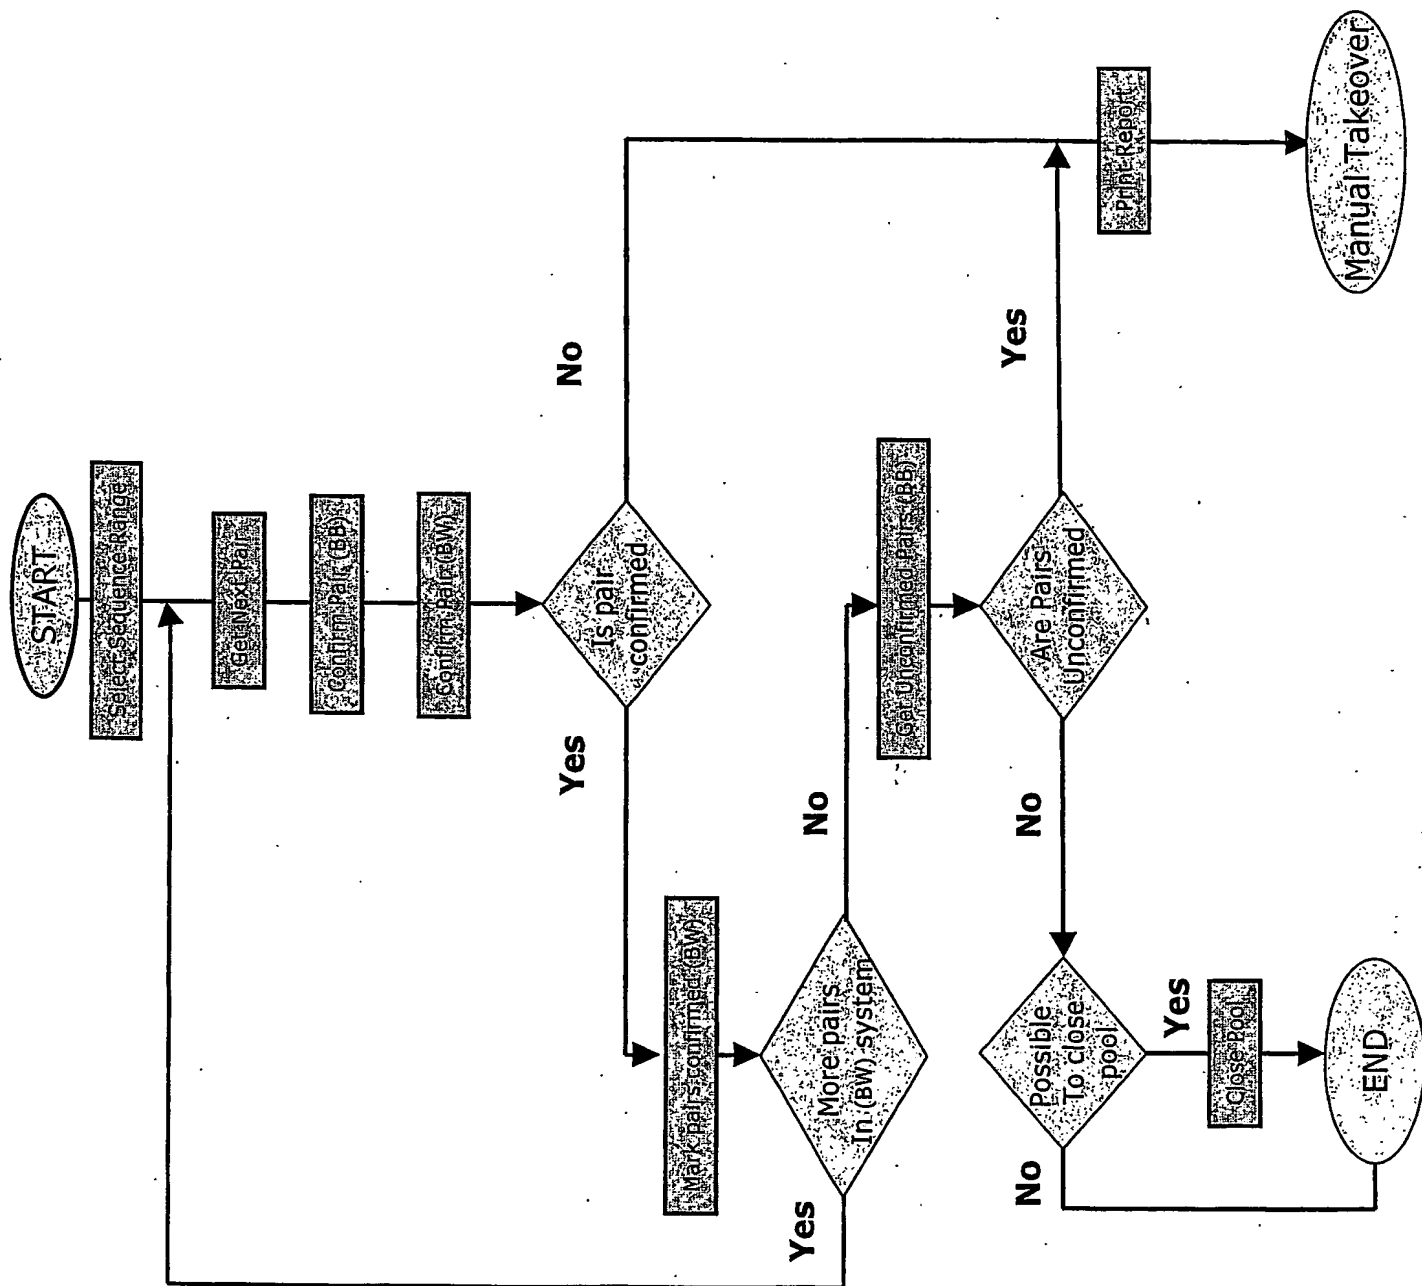 START
Select Sequence Range
Get Next Pair
Confirm Pair (BB)
Confirm Pair (BW)
Is pair
confirmed
No
Yes
Mark pairs confirmed (BW)
More pairs
In (BW) system
Yes
No
Get Unconfirmed Pairs (BB)
Are Pairs
Unconfirmed
Yes
No
Possible
To close
pool
No
Yes
Close Pool
END
Print Report
Manual Takeover